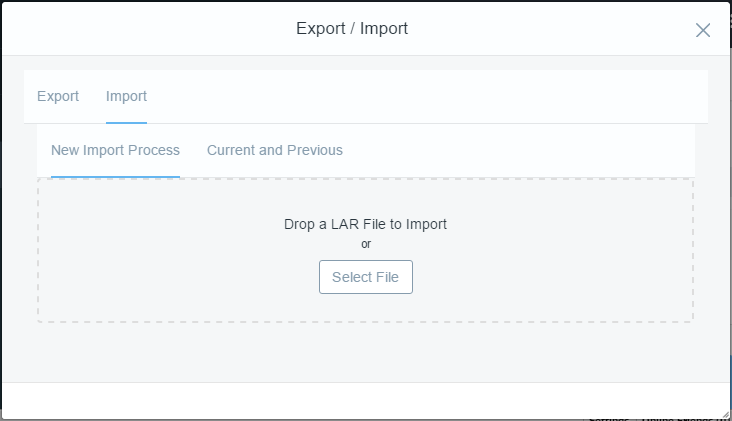 Export / Import
Export Import
New Import Process Current and Previous
Drop a LAR File to Import
or
Select File